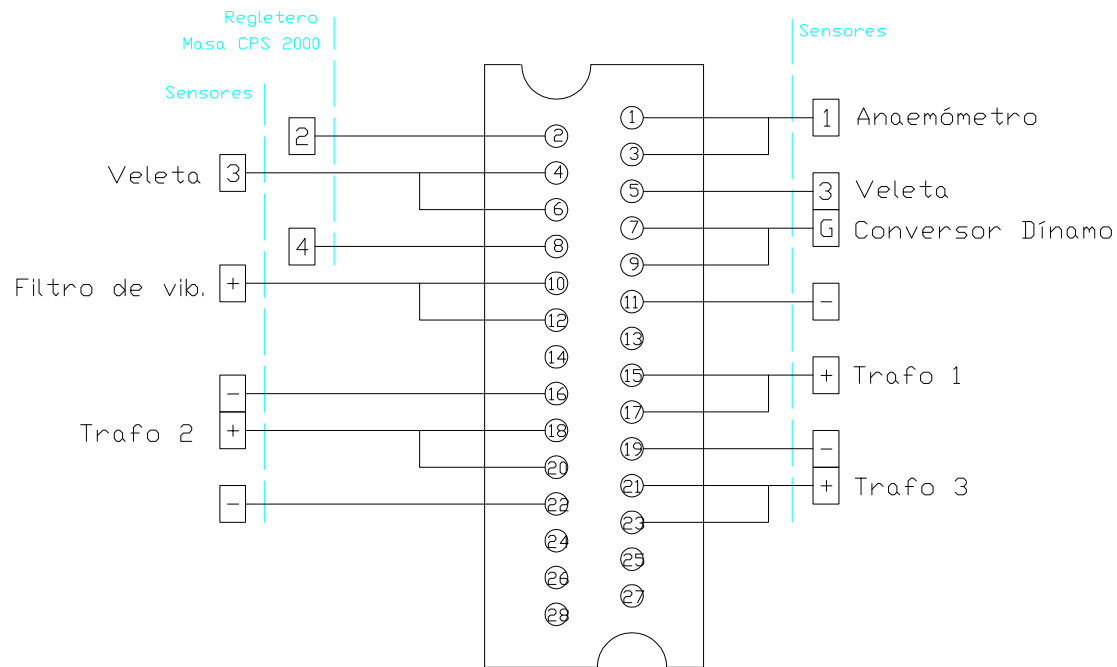 Regletero
Masa CPS 2000
Sensores
Sensores
1 1 Anaemómetro
2 2
3
Veleta 3 4
5 3 Veleta
6
7 G Conversor Dínamo
4 8
9
Filtro de vib. + 10
11 -
12
13
14
15 + Trafo 1
- 16
17
Trafo 2 + 18
19 -
20
21 + Trafo 3
- 22
23
24
25
26
27
28